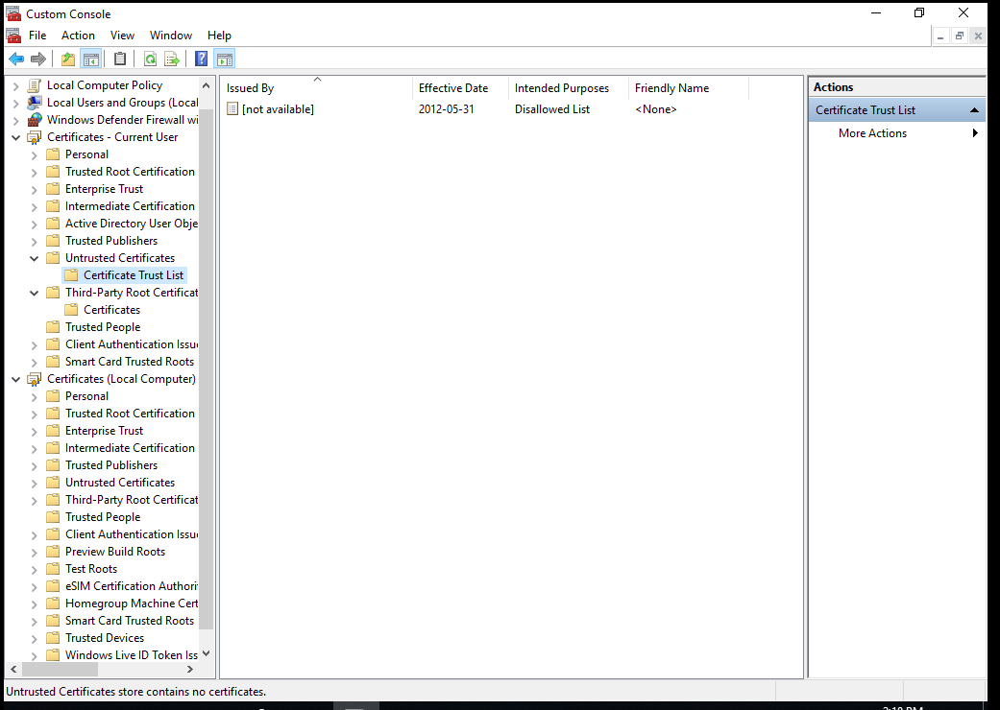 Custom Console
File Action View Window Help
Local Computer Policy
Local Users and Groups (Local
Windows Defender Firewall wi
Certificates - Current User
Personal
Trusted Root Certification
Enterprise Trust
Intermediate Certification
Active Directory User Obje
Trusted Publishers
Untrusted Certificates
Certificate Trust List
Third-Party Root Certificat
Certificates
Trusted People
Client Authentication Issue
Smart Card Trusted Roots
Certificates (Local Computer)
Personal
Trusted Root Certification
Enterprise Trust
Intermediate Certification
Trusted Publishers
Untrusted Certificates
Third-Party Root Certificat
Trusted People
Client Authentication Issue
Preview Build Roots
Test Roots
eSIM Certification Authori
Homegroup Machine Cert
Smart Card Trusted Roots
Trusted Devices
Windows Live ID Token Iss
Issued By Effective Date Intended Purposes Friendly Name
[not available] 2012-05-31 Disallowed List <None>
Actions
Certificate Trust List
More Actions
Untrusted Certificates store contains no certificates.